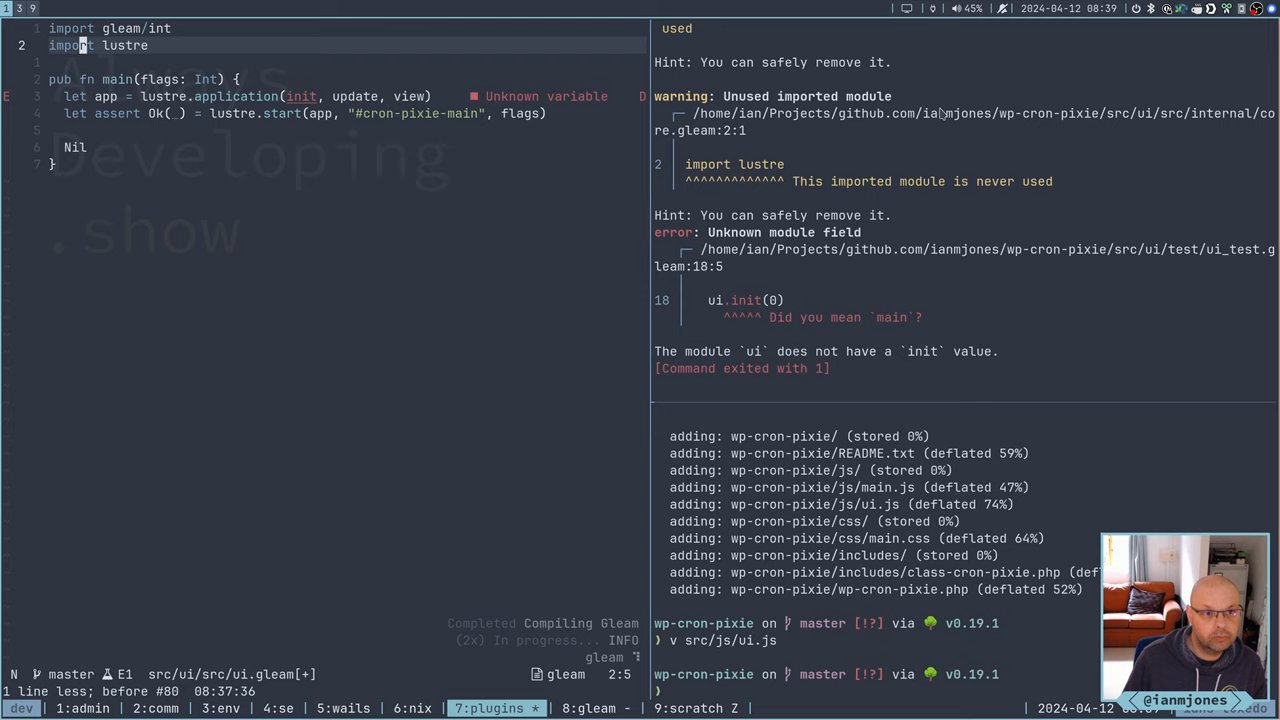 1 3 9
45% 2024-04-12 08:39
1 import gleam/int
2 import lustre
1
2 pub fn main(flags: Int) {
E 3 let app = lustre.application(init, update, view) ■ Unknown variable D
4 let assert Ok(_) = lustre.start(app, "#cron-pixie-main", flags)
5
6 Nil
7 }
Always
Developing
.show
Completed Compiling Gleam
(2x) In progress... INFO
gleam
N master E1 src/ui/src/ui.gleam[+] gleam 2:5
1 line less; before #80 08:37:36
used
Hint: You can safely remove it.
warning: Unused imported module
/home/ian/Projects/github.com/ianmjones/wp-cron-pixie/src/ui/src/internal/co
re.gleam:2:1
2 import lustre
^^^^^^^^^^^^^ This imported module is never used
Hint: You can safely remove it.
error: Unknown module field
/home/ian/Projects/github.com/ianmjones/wp-cron-pixie/src/ui/test/ui_test.g
leam:18:5
18 ui.init(0)
^^^^^ Did you mean `main`?
The module `ui` does not have a `init` value.
[Command exited with 1]
adding: wp-cron-pixie/ (stored 0%)
adding: wp-cron-pixie/README.txt (deflated 59%)
adding: wp-cron-pixie/js/ (stored 0%)
adding: wp-cron-pixie/js/main.js (deflated 47%)
adding: wp-cron-pixie/js/ui.js (deflated 74%)
adding: wp-cron-pixie/css/ (stored 0%)
adding: wp-cron-pixie/css/main.css (deflated 64%)
adding: wp-cron-pixie/includes/ (stored 0%)
adding: wp-cron-pixie/includes/class-cron-pixie.php (def
adding: wp-cron-pixie/wp-cron-pixie.php (deflated 52%)
wp-cron-pixie on master [!?] via v0.19.1
❯ v src/js/ui.js
wp-cron-pixie on master [!?] via v0.19.1
❯
@ianmjones
dev 1:admin 2:comm 3:env 4:se 5:wails 6:nix 7:plugins * 8:gleam - 9:scratch Z 2024-04-12